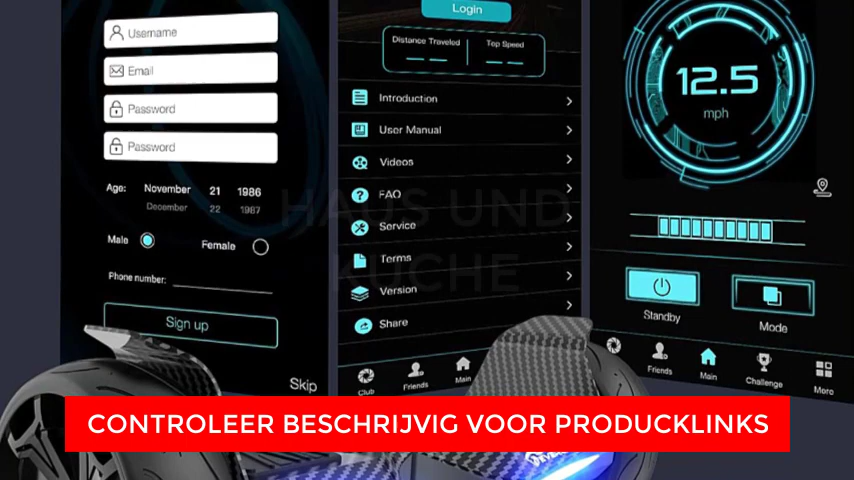 Username
Email
Password
Password
Age: November 21 1986
December 22 1987
Male Female
Phone number:
Sign up
Skip
Login
Distance Traveled Top Speed
Introduction
User Manual
Videos
FAQ
Service
Terms
Version
Share
Club Friends Main
12.5
mph
Standby Mode
Friends Main Challenge More
HAUS UND
KÜCHE
CONTROLEER BESCHRIJVIG VOOR PRODUCKLINKS